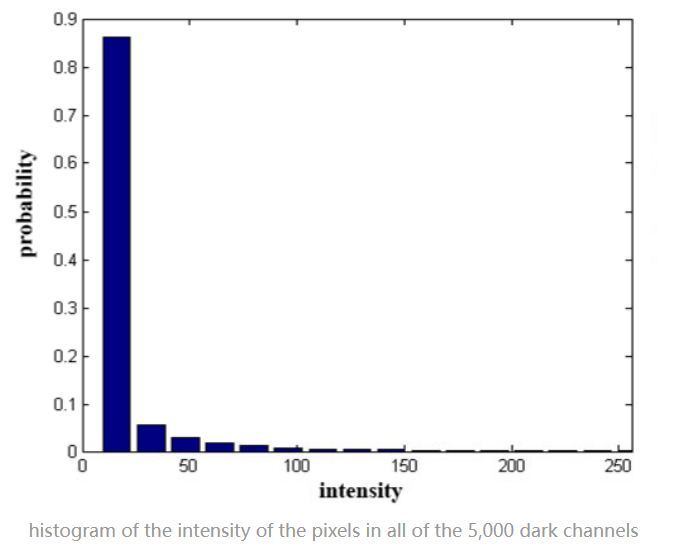 0.9
0.8
0.7
0.6
0.5
0.4
0.3
0.2
0.1
0
probability
0 50 100 150 200 250
intensity
histogram of the intensity of the pixels in all of the 5,000 dark channels